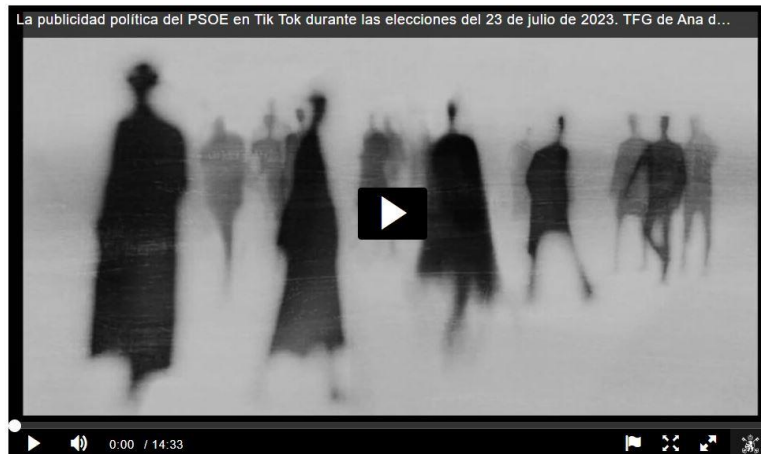 La publicidad política del PSOE en Tik Tok durante las elecciones del 23 de julio de 2023. TFG de Ana d...
0:00 / 14:33